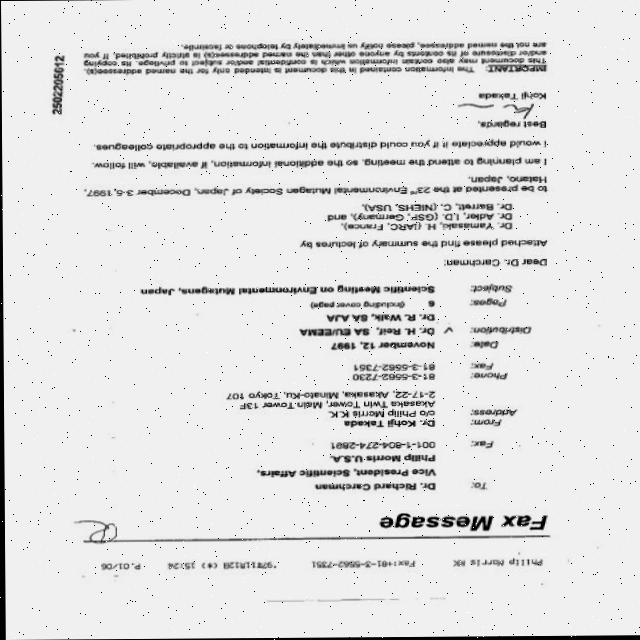 Philip Morris KK Fax:+81-3-5562-7351 '97年11月12日 (水) 15:24 P.01/06
Fax Message
To: Dr. Richard Carchman
Vice President, Scientific Affairs,
Philip Morris U.S.A.
Fax: 001-1-804-274-2891
From: Dr. Kohji Takada
Address: c/o Philip Morris K.K.
Akasaka Twin Tower, Main Tower 13F
2-17-22, Akasaka, Minato-Ku, Tokyo 107
Phone: 81-3-5562-7230
Fax: 81-3-5562-7351
Date: November 12, 1997
Distribution: ✓ Dr. H. Reif, SA EU/EEMA
Dr. R. Walk, SA AJA
Pages: 6 (including cover page)
Subject: Scientific Meeting on Environmental Mutagens, Japan
Dear Dr. Carchman:
Attached please find the summary of lectures by
Dr. Yamasaki, H. (IARC, France),
Dr. Adler, I.D. (GSF, Germany), and
Dr. Barrett, C. (NIEHS, USA),
to be presented at the 23rd Environmental Mutagen Society of Japan, December 3-5, 1997,
Hatano, Japan.
I am planning to attend the meeting, so the additional information, if available, will follow.
I would appreciate it if you could distribute the information to the appropriate colleagues.
Best regards,
Kohji Takada
IMPORTANT: The information contained in this document is intended only for the named addressee(s).
This document may also contain information which is confidential and/or subject to privilege. Its copying
and/or disclosure of its contents by anyone other than the named addressee(s) is strictly prohibited. If you
are not the named addressee, please notify us immediately by telephone or facsimile.
2502205612